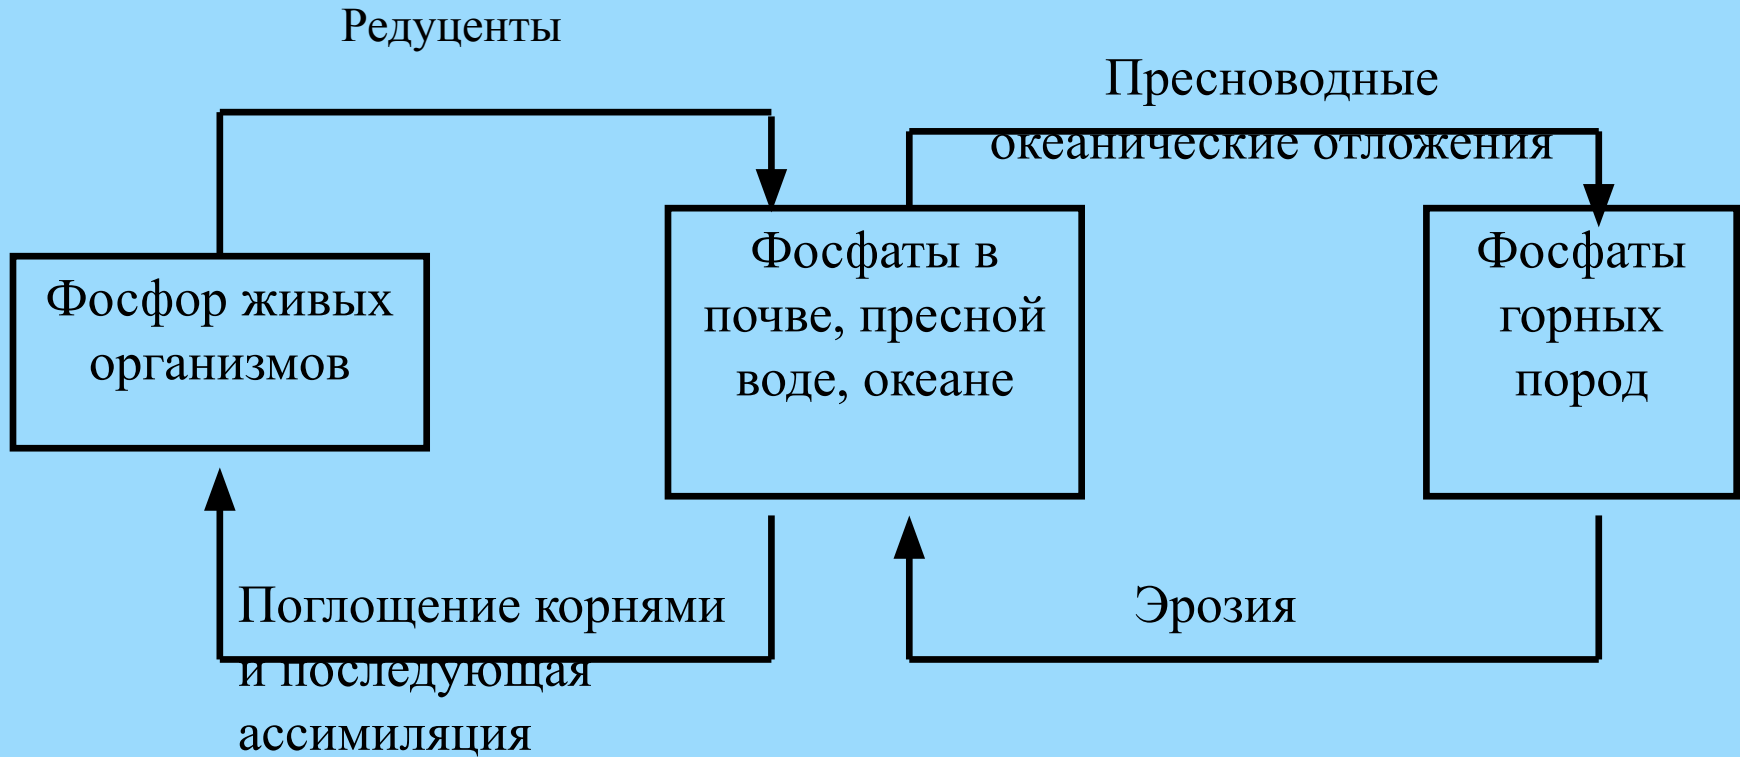 Редуценты
Пресноводные
океанические отложения
Фосфор живых
организмов
Фосфаты в
почве, пресной
воде, океане
Фосфаты
горных
пород
Поглощение корнями
и последующая
ассимиляция
Эрозия